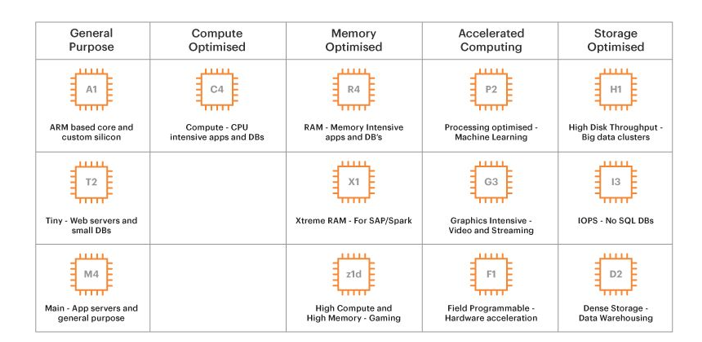 General
Purpose
Compute
Optimised
Memory
Optimised
Accelerated
Computing
Storage
Optimised
A1
ARM based core and
custom silicon
C4
Compute - CPU
intensive apps and DBs
R4
RAM - Memory Intensive
apps and DB's
P2
Processing optimised -
Machine Learning
H1
High Disk Throughput -
Big data clusters
T2
Tiny - Web servers and
small DBs
X1
Xtreme RAM - For SAP/Spark
G3
Graphics Intensive -
Video and Streaming
I3
IOPS - No SQL DBs
M4
Main - App servers and
general purpose
z1d
High Compute and
High Memory - Gaming
F1
Field Programmable -
Hardware acceleration
D2
Dense Storage -
Data Warehousing